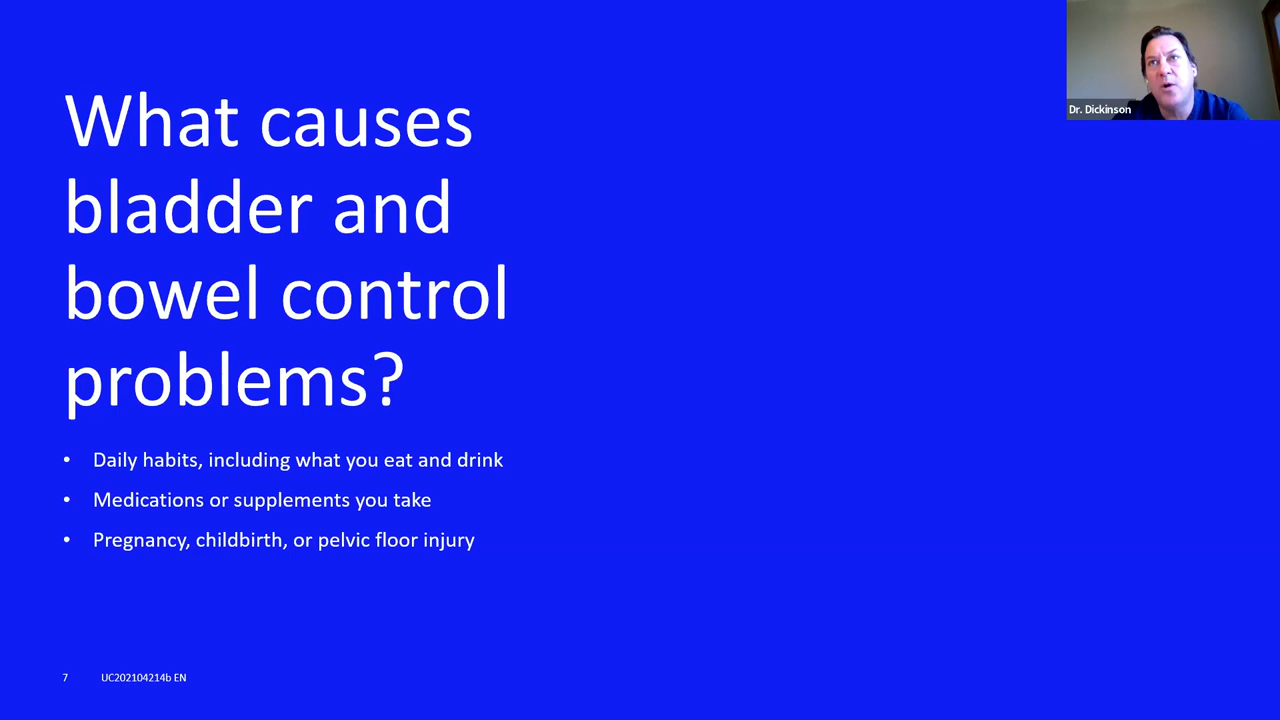 What causes
bladder and
bowel control
problems?
• Daily habits, including what you eat and drink
• Medications or supplements you take
• Pregnancy, childbirth, or pelvic floor injury
7 UC202104214b EN
Dr. Dickinson